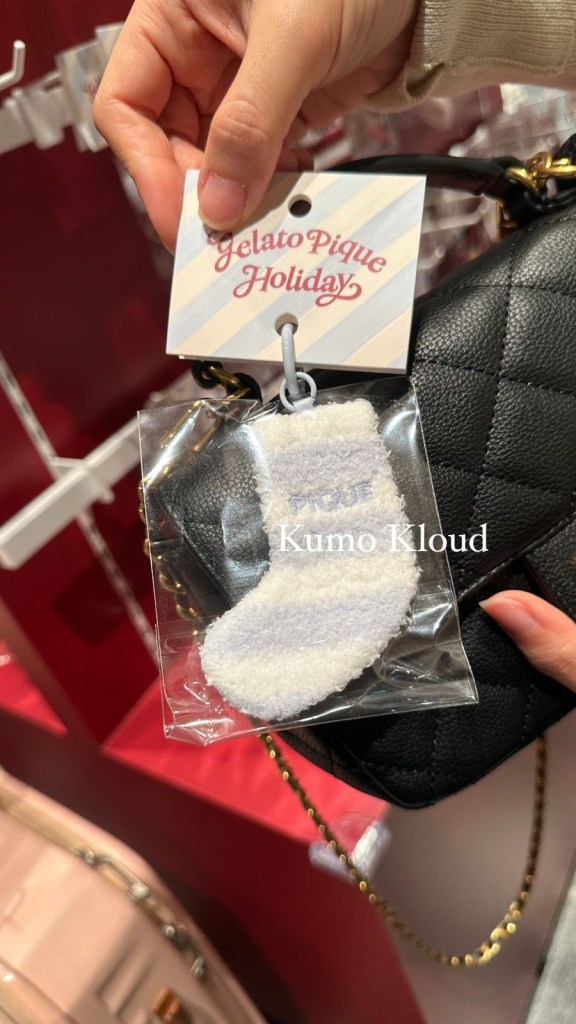 Gelato Pique
Holiday
PIQUE
Kumo Kloud